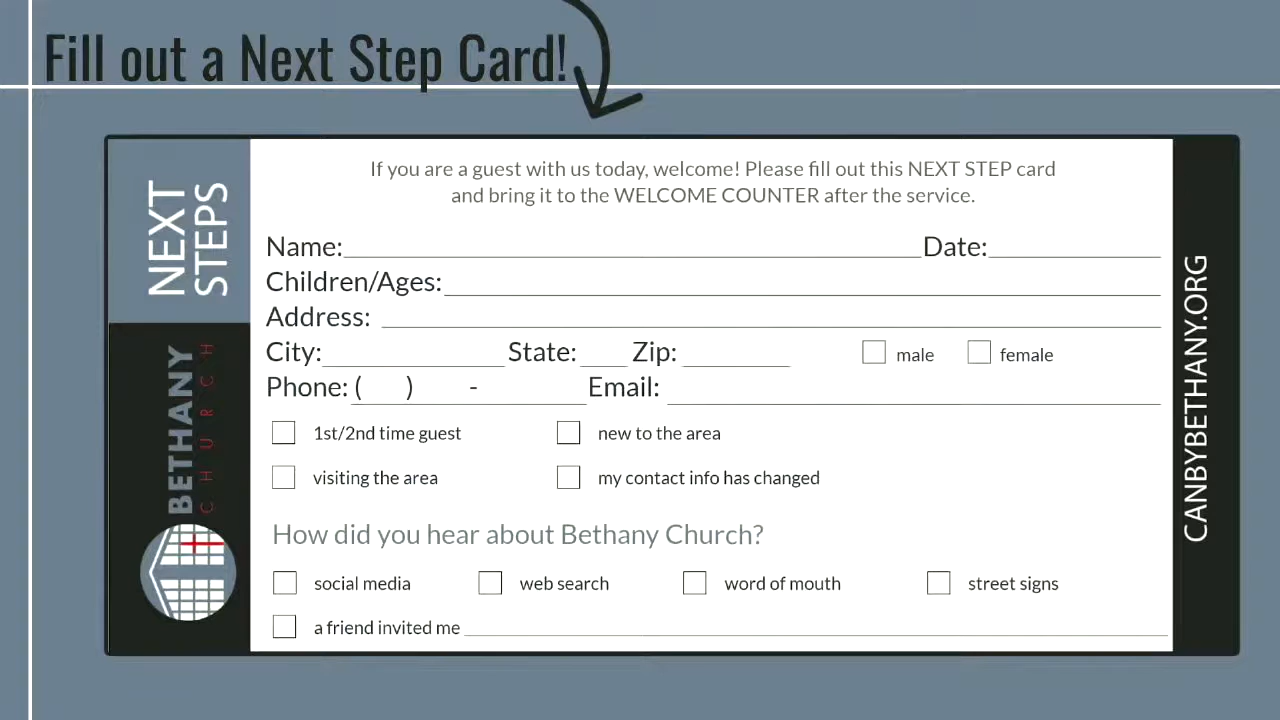 Fill out a Next Step Card!
NEXT
STEPS
BETHANY
CHURCH
If you are a guest with us today, welcome! Please fill out this NEXT STEP card
and bring it to the WELCOME COUNTER after the service.
Name: Date:
Children/Ages:
Address:
City: State: Zip: male female
Phone: ( ) - Email:
1st/2nd time guest new to the area
visiting the area my contact info has changed
How did you hear about Bethany Church?
social media web search word of mouth street signs
a friend invited me
CANBYBETHANY.ORG